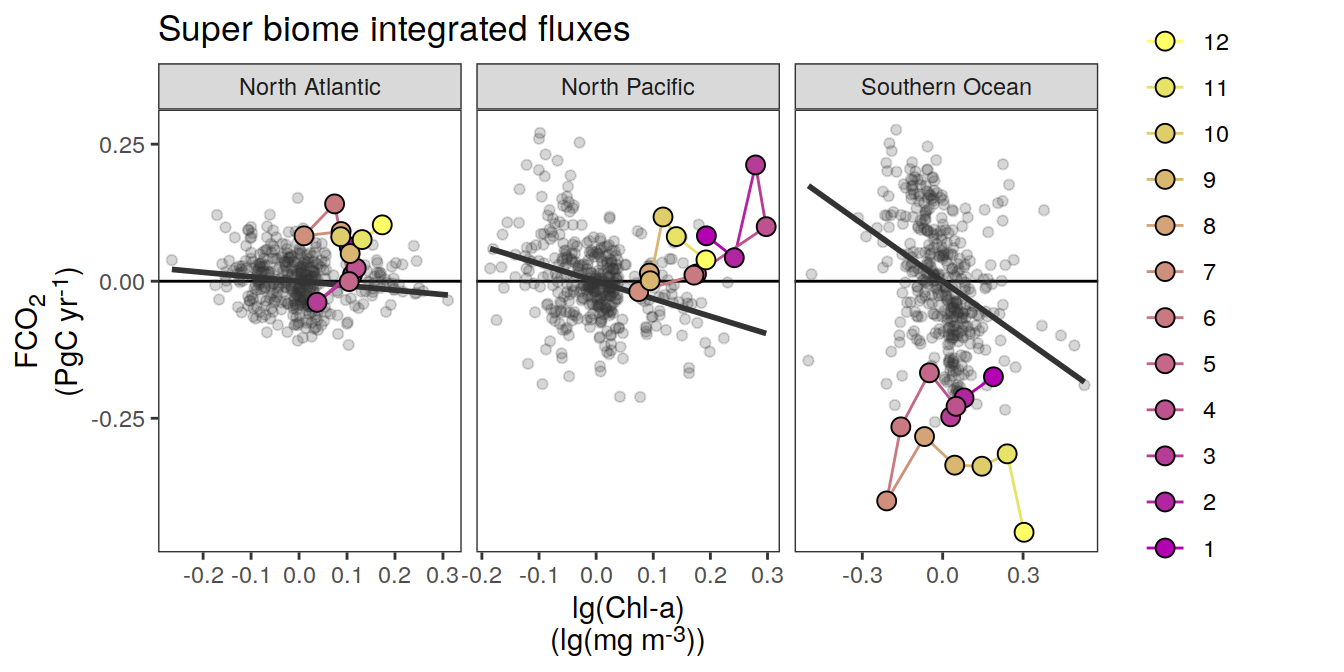 Super biome integrated fluxes
North Atlantic
North Pacific
Southern Ocean
0.25
0.00
-0.25
FCO₂
(PgC yr⁻¹)
-0.2 -0.1 0.0 0.1 0.2 0.3
-0.2 -0.1 0.0 0.1 0.2 0.3
-0.3 0.0 0.3
lg(Chl-a)
(lg(mg m⁻³))
12
11
10
9
8
7
6
5
4
3
2
1